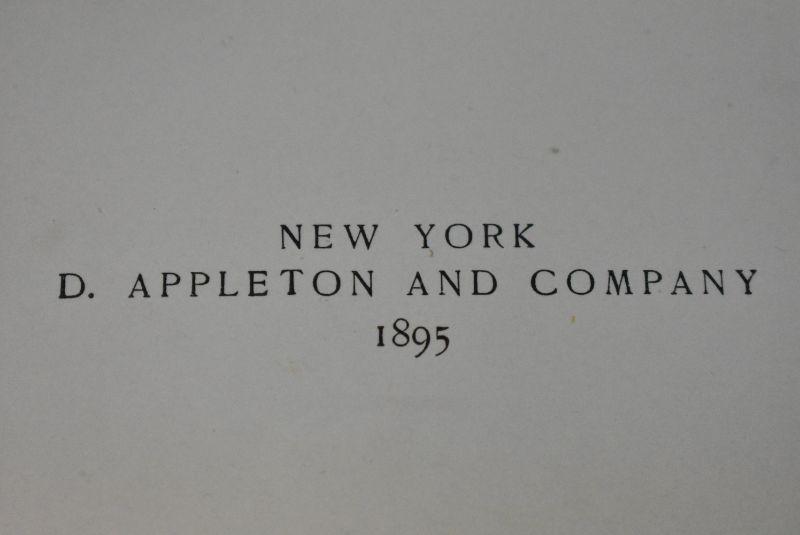 NEW YORK
D. APPLETON AND COMPANY
1895